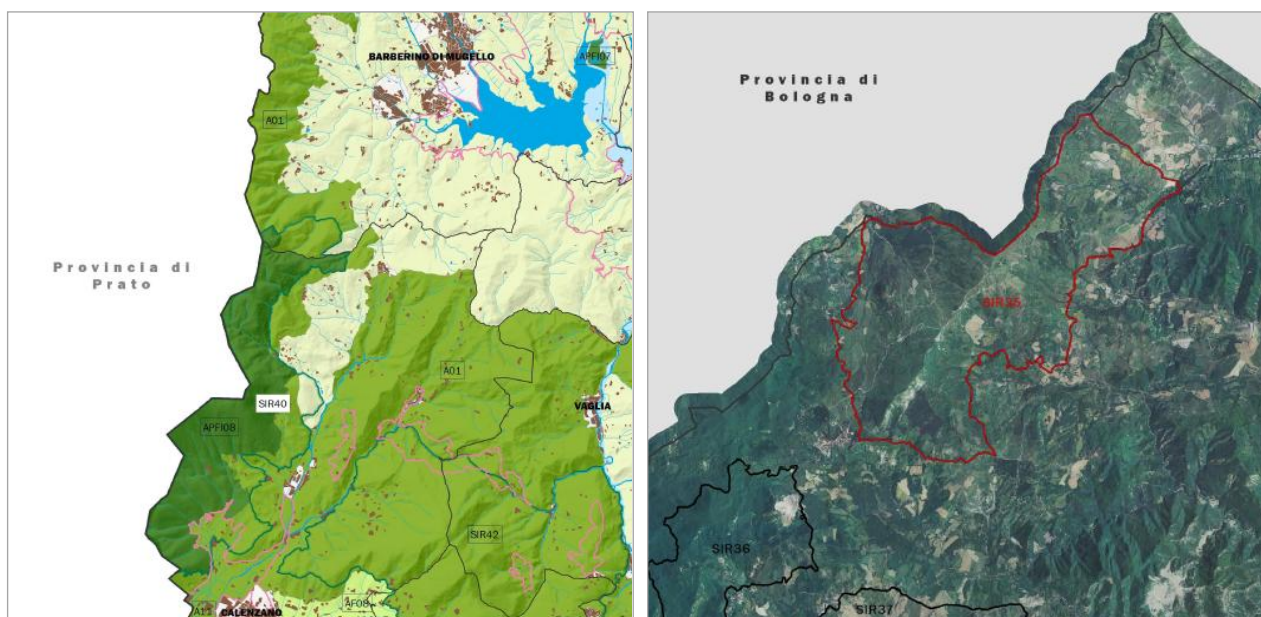 BARBERINO DI MUGELLO
APFI07
A01
Provincia di
Prato
A01
SIR40
APFI08
VAGLIA
SIR42
AF08
A11
CALENZANO
Provincia di
Bologna
SIR35
SIR36
SIR37